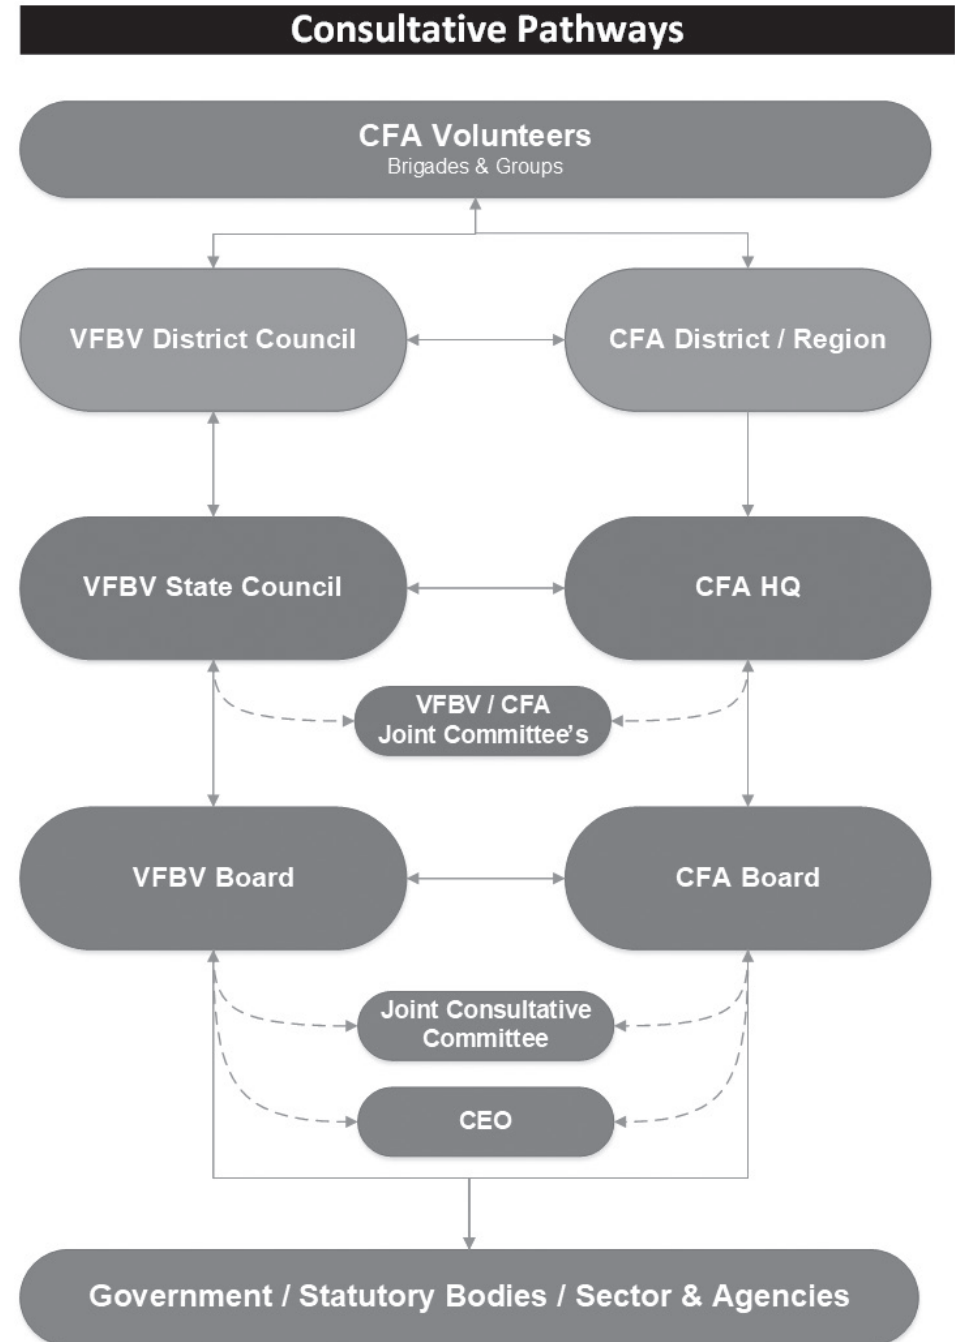 Consultative Pathways
CFA Volunteers
Brigades & Groups
VFBV District Council
CFA District / Region
VFBV State Council
CFA HQ
VFBV / CFA
Joint Committee’s
VFBV Board
CFA Board
Joint Consultative
Committee
CEO
Government / Statutory Bodies / Sector & Agencies